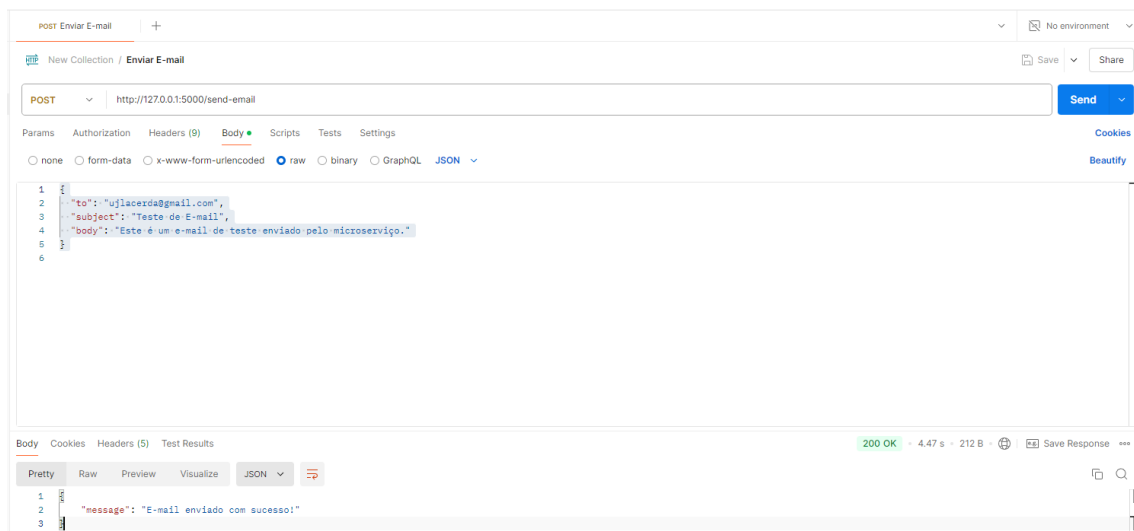 POST Enviar E-mail +
No environment
HTTP New Collection / Enviar E-mail
Save
Share
POST http://127.0.0.1:5000/send-email
Send
Params Authorization Headers (9) Body Scripts Tests Settings
Cookies
none form-data x-www-form-urlencoded raw binary GraphQL JSON
Beautify
1 {
2 "to": "ujlacerda@gmail.com",
3 "subject": "Teste de E-mail",
4 "body": "Este é um e-mail de teste enviado pelo microserviço."
5 }
6
Body Cookies Headers (5) Test Results
200 OK 4.47 s 212 B
e.g. Save Response
Pretty Raw Preview Visualize JSON
1 {
2 "message": "E-mail enviado com sucesso!"
3 }